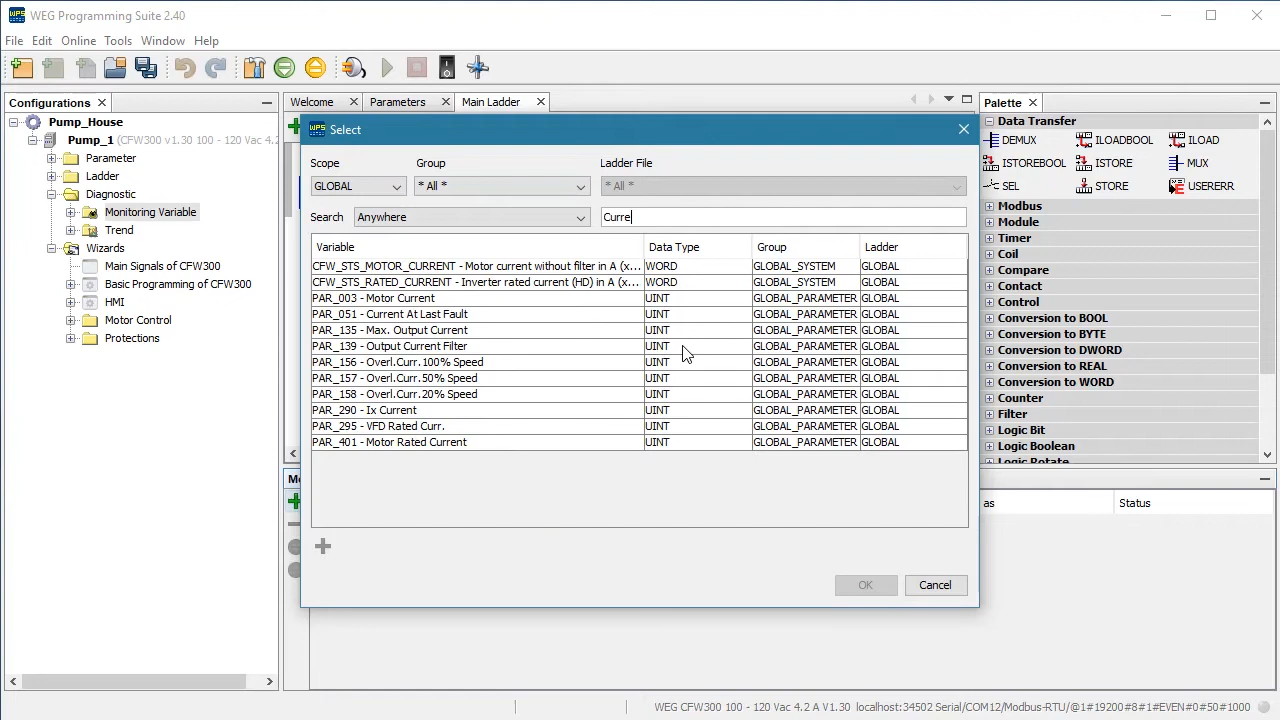 WEG Programming Suite 2.40
File Edit Online Tools Window Help
Configurations
Pump_House
Pump_1 (CFW300 v1.30 100 - 120 Vac 4.2
Parameter
Ladder
Diagnostic
Monitoring Variable
Trend
Wizards
Main Signals of CFW300
Basic Programming of CFW300
HMI
Motor Control
Protections
Welcome Parameters Main Ladder
WPS Select
Scope Group Ladder File
GLOBAL * All * * All *
Search Anywhere Curre
Variable Data Type Group Ladder
CFW_STS_MOTOR_CURRENT - Motor current without filter in A (x... WORD GLOBAL_SYSTEM GLOBAL
CFW_STS_RATED_CURRENT - Inverter rated current (HD) in A (x... WORD GLOBAL_SYSTEM GLOBAL
PAR_003 - Motor Current UINT GLOBAL_PARAMETER GLOBAL
PAR_051 - Current At Last Fault UINT GLOBAL_PARAMETER GLOBAL
PAR_135 - Max. Output Current UINT GLOBAL_PARAMETER GLOBAL
PAR_139 - Output Current Filter UINT GLOBAL_PARAMETER GLOBAL
PAR_156 - Overl.Curr.100% Speed UINT GLOBAL_PARAMETER GLOBAL
PAR_157 - Overl.Curr.50% Speed UINT GLOBAL_PARAMETER GLOBAL
PAR_158 - Overl.Curr.20% Speed UINT GLOBAL_PARAMETER GLOBAL
PAR_290 - Ix Current UINT GLOBAL_PARAMETER GLOBAL
PAR_295 - VFD Rated Curr. UINT GLOBAL_PARAMETER GLOBAL
PAR_401 - Motor Rated Current UINT GLOBAL_PARAMETER GLOBAL
OK Cancel
Palette
Data Transfer
DEMUX ILOADBOOL ILOAD
ISTOREBOOL ISTORE MUX
SEL STORE USERERR
Modbus
Module
Timer
Coil
Compare
Contact
Control
Conversion to BOOL
Conversion to BYTE
Conversion to DWORD
Conversion to REAL
Conversion to WORD
Counter
Filter
Logic Bit
Logic Boolean
Logic Rotate
Mo
as Status
WEG CFW300 100 - 120 Vac 4.2 A V1.30 localhost:34502 Serial/COM12/Modbus-RTU/@1#19200#8#1#EVEN#0#50#1000